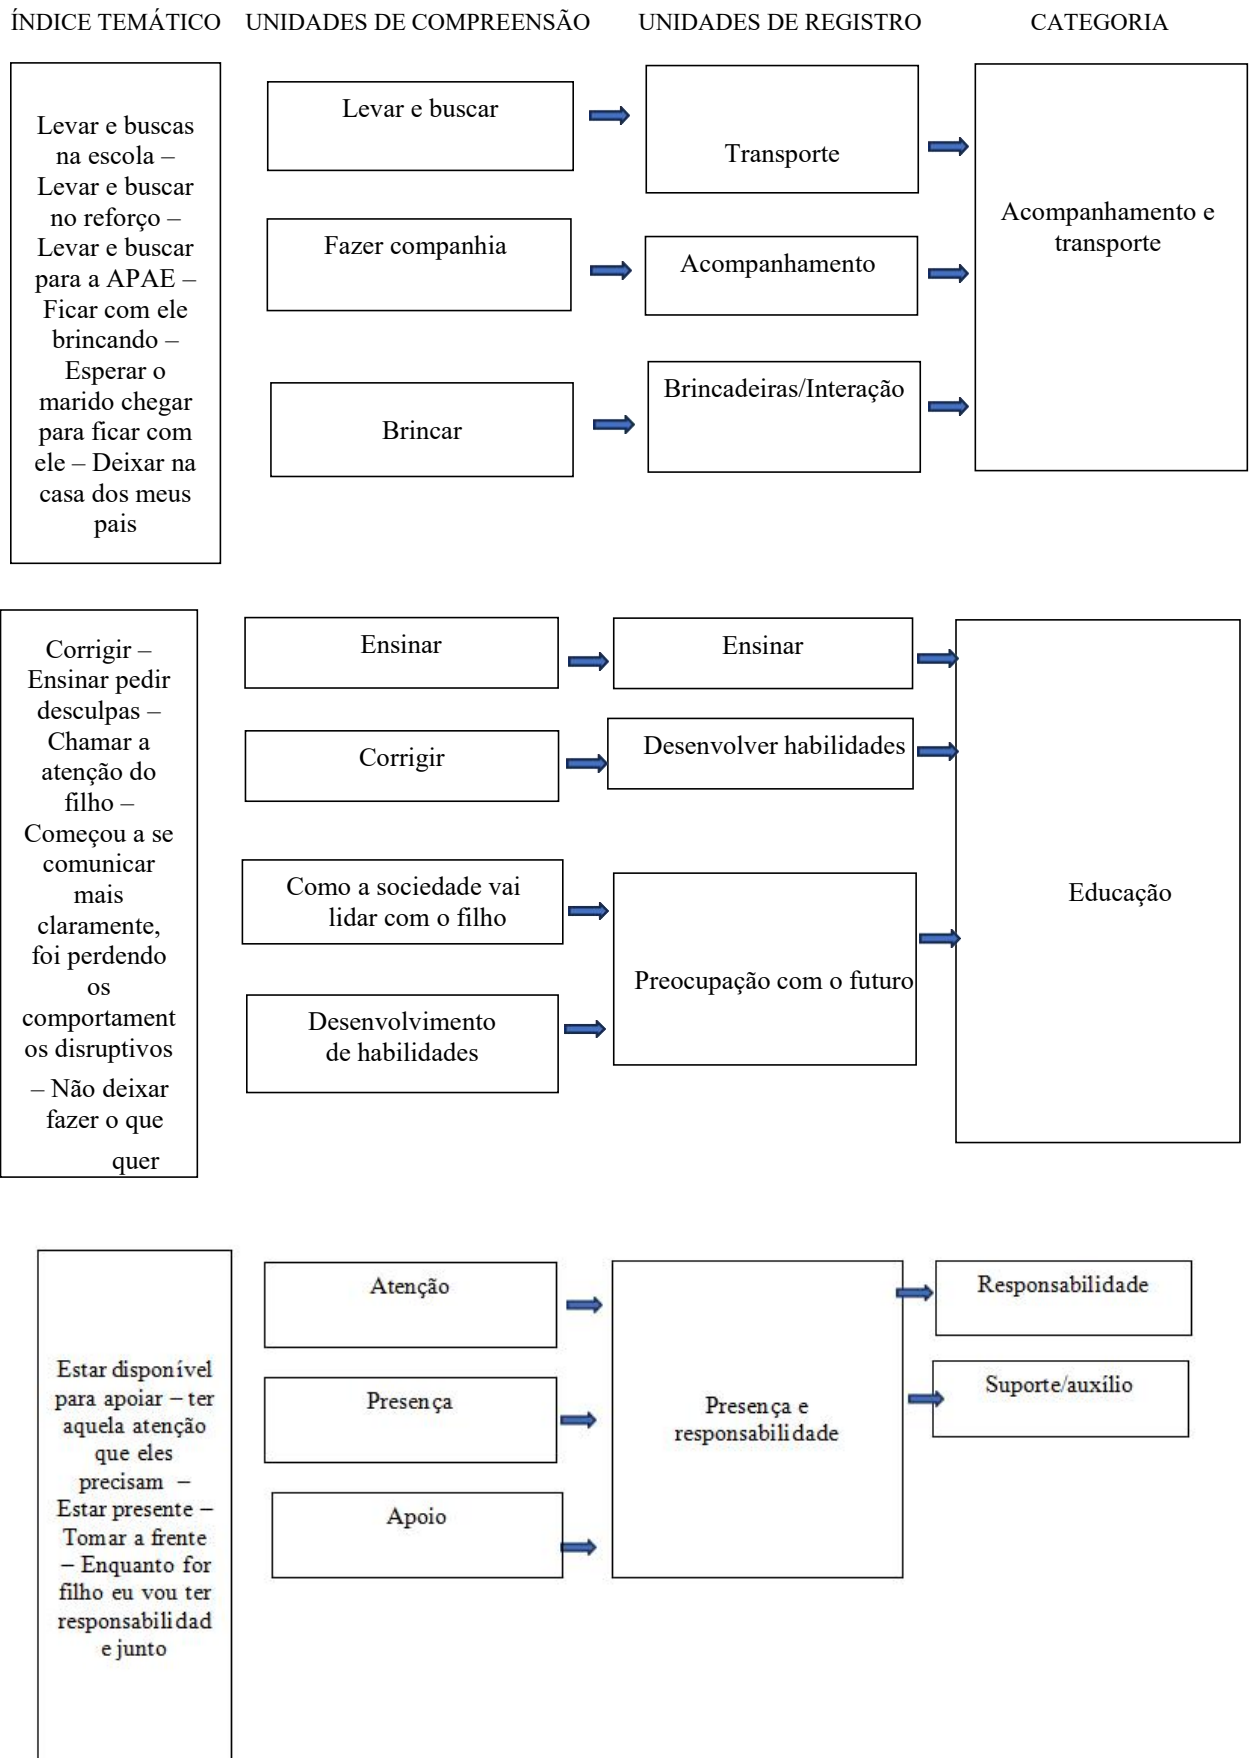 ÍNDICE TEMÁTICO UNIDADES DE COMPREENSÃO UNIDADES DE REGISTRO CATEGORIA
Levar e buscas
na escola –
Levar e buscar
no reforço –
Levar e buscar
para a APAE –
Ficar com ele
brincando –
Esperar o
marido chegar
para ficar com
ele – Deixar na
casa dos meus
pais
Levar e buscar
Fazer companhia
Brincar
Transporte
Acompanhamento
Brincadeiras/Interação
Acompanhamento e
transporte
Corrigir –
Ensinar pedir
desculpas –
Chamar a
atenção do
filho –
Começou a se
comunicar
mais
claramente,
foi perdendo
os
comportament
os disruptivos
– Não deixar
fazer o que
quer
Ensinar
Corrigir
Como a sociedade vai
lidar com o filho
Desenvolvimento
de habilidades
Ensinar
Desenvolver habilidades
Preocupação com o futuro
Educação
Estar disponível
para apoiar – ter
aquela atenção
que eles
precisam –
Estar presente –
Tomar a frente
– Enquanto for
filho eu vou ter
responsabilidad
e junto
Atenção
Presença
Apoio
Presença e
responsabilidade
Responsabilidade
Suporte/auxílio